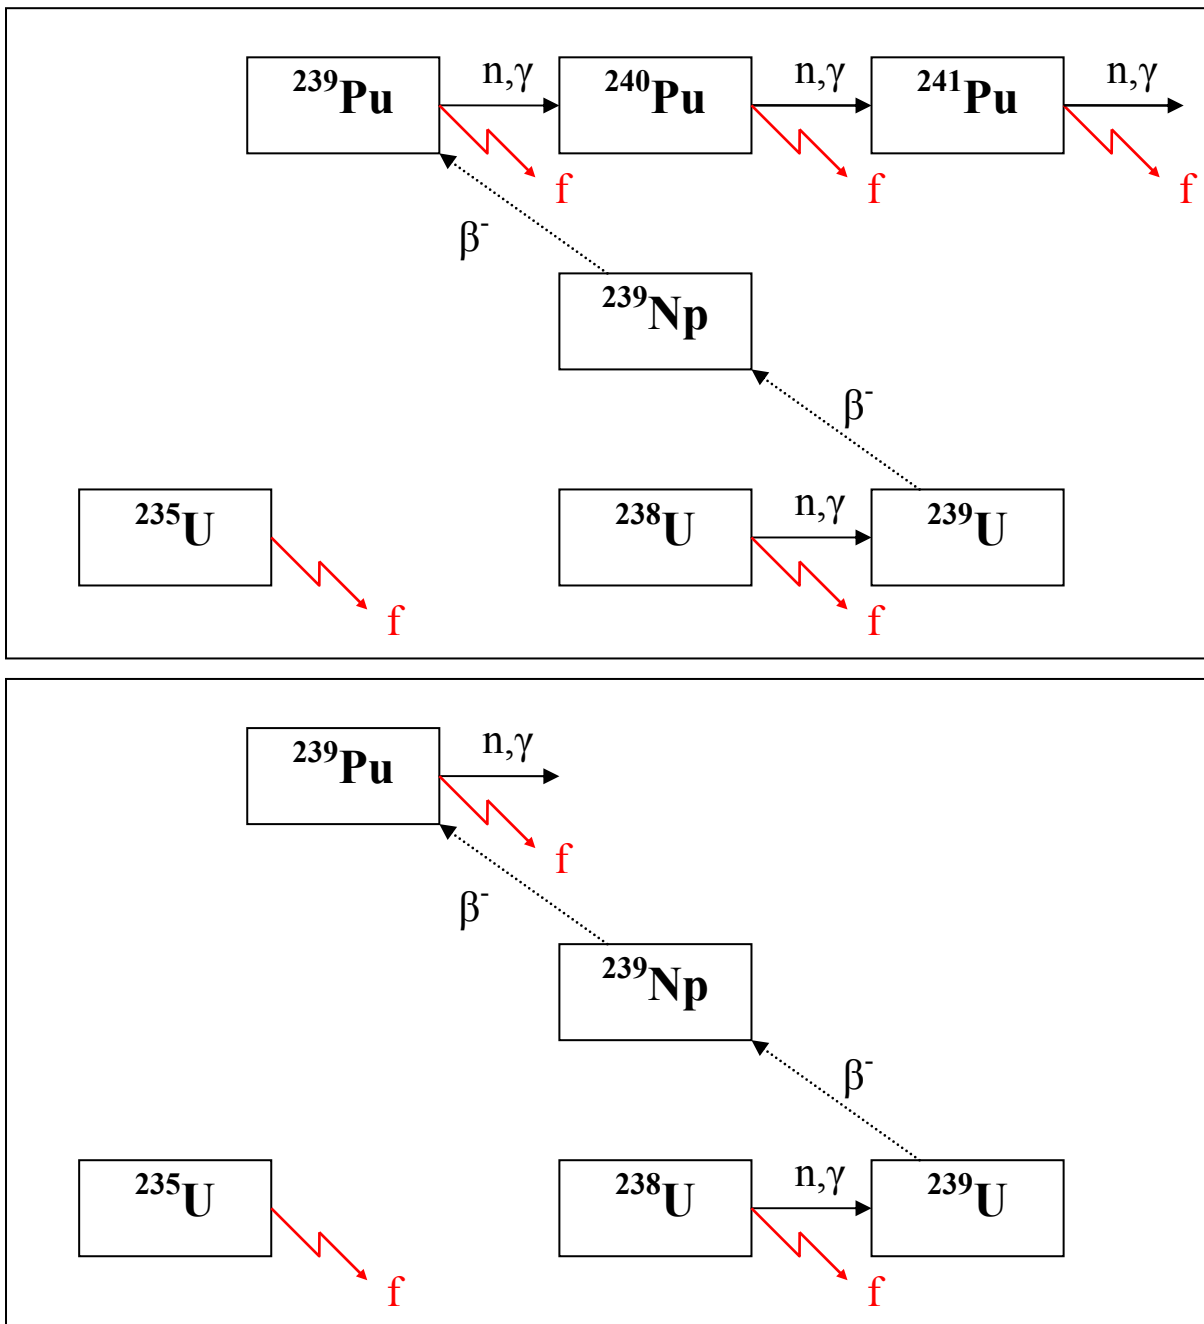 ²³⁹Pu n,γ ²⁴⁰Pu n,γ ²⁴¹Pu n,γ
f f f
β⁻
²³⁹Np
β⁻
²³⁵U ²³⁸U n,γ ²³⁹U
f f
²³⁹Pu n,γ
f
β⁻
²³⁹Np
β⁻
²³⁵U ²³⁸U n,γ ²³⁹U
f f